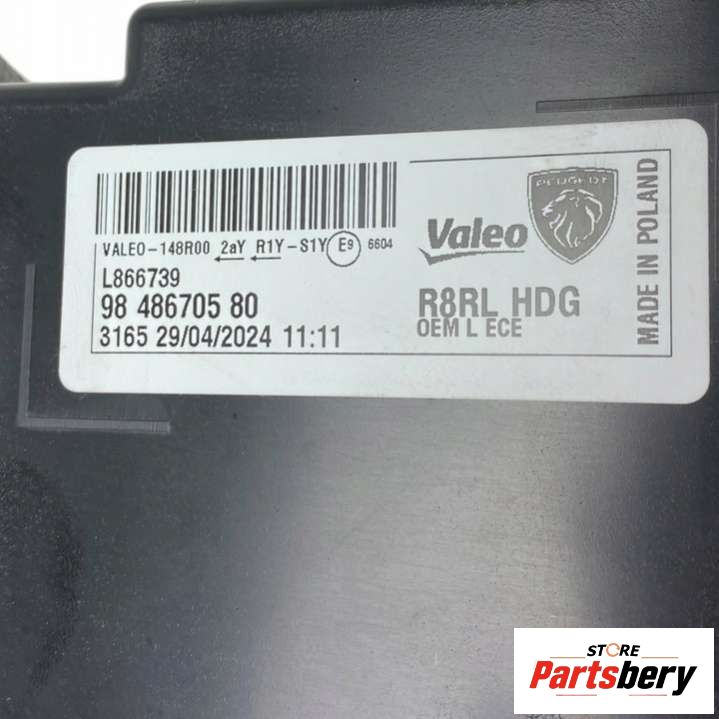 VALEO-148R00 2aY R1Y-S1Y E9 6604
L866739
98 486705 80
3165 29/04/2024 11:11
Valeo
PEUGEOT
R8RL HDG
OEM L ECE
MADE IN POLAND
STORE
Partsbery